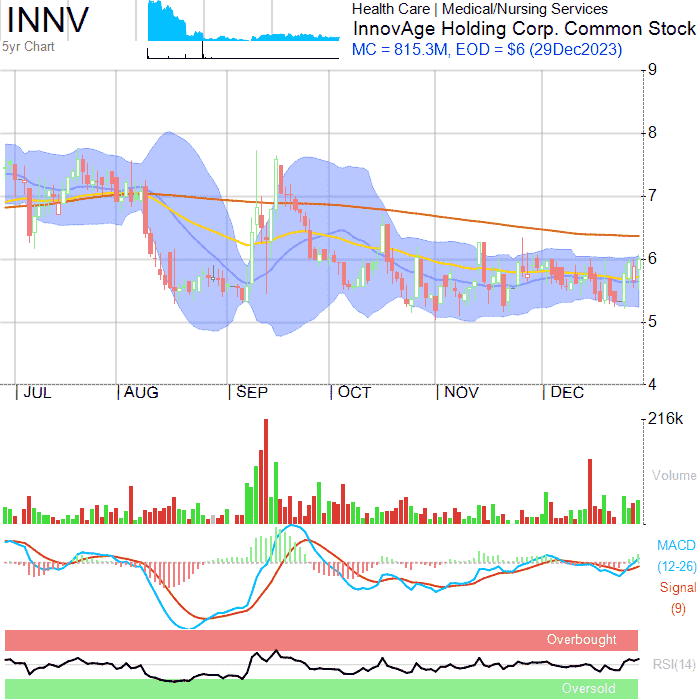 INNV
5yr Chart
Health Care | Medical/Nursing Services
InnovAge Holding Corp. Common Stock
MC = 815.3M, EOD = $6 (29Dec2023)
9
8
7
6
5
4
JUL AUG SEP OCT NOV DEC
216k
Volume
MACD
(12-26)
Signal
(9)
Overbought
RSI(14)
Oversold